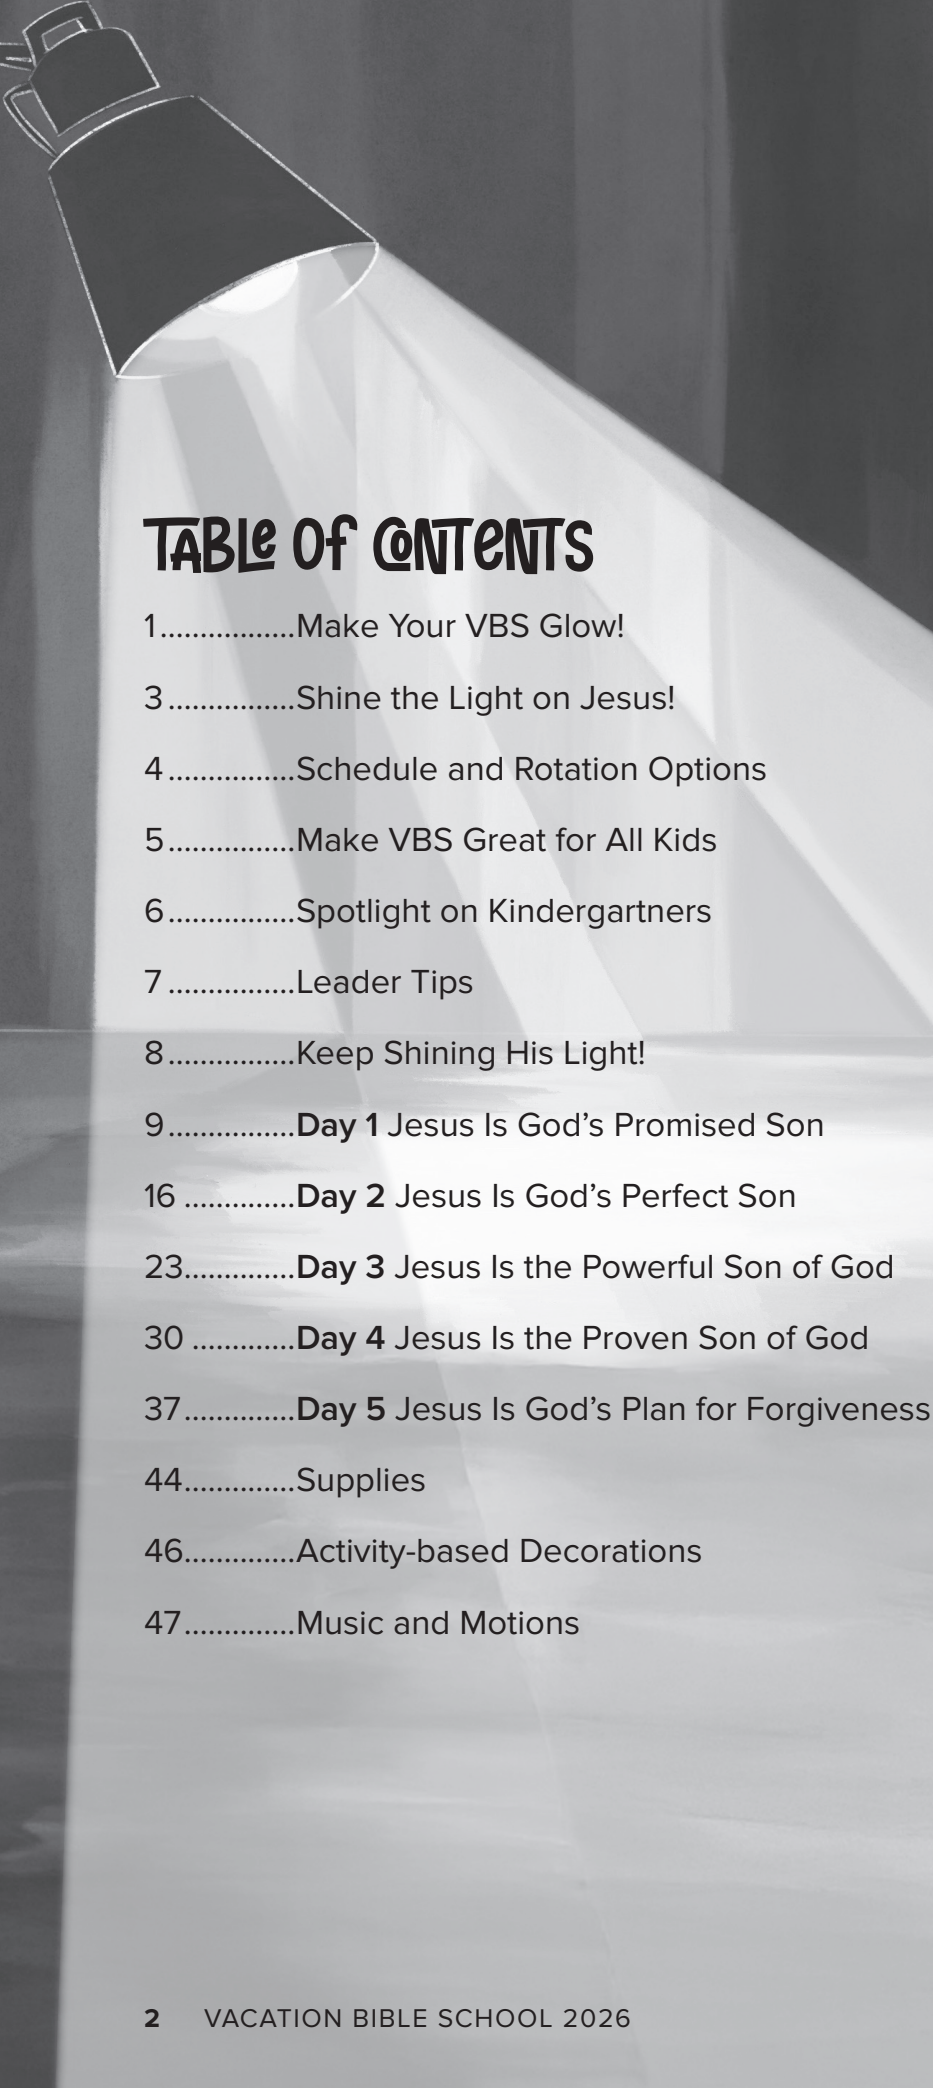 TABLe Of CONTeNTS
1.................Make Your VBS Glow!
3................Shine the Light on Jesus!
4................Schedule and Rotation Options
5................Make VBS Great for All Kids
6................Spotlight on Kindergartners
7................Leader Tips
8................Keep Shining His Light!
9................Day 1 Jesus Is God’s Promised Son
16..............Day 2 Jesus Is God’s Perfect Son
23..............Day 3 Jesus Is the Powerful Son of God
30.............Day 4 Jesus Is the Proven Son of God
37..............Day 5 Jesus Is God’s Plan for Forgiveness
44..............Supplies
46..............Activity-based Decorations
47..............Music and Motions
2 VACATION BIBLE SCHOOL 2026